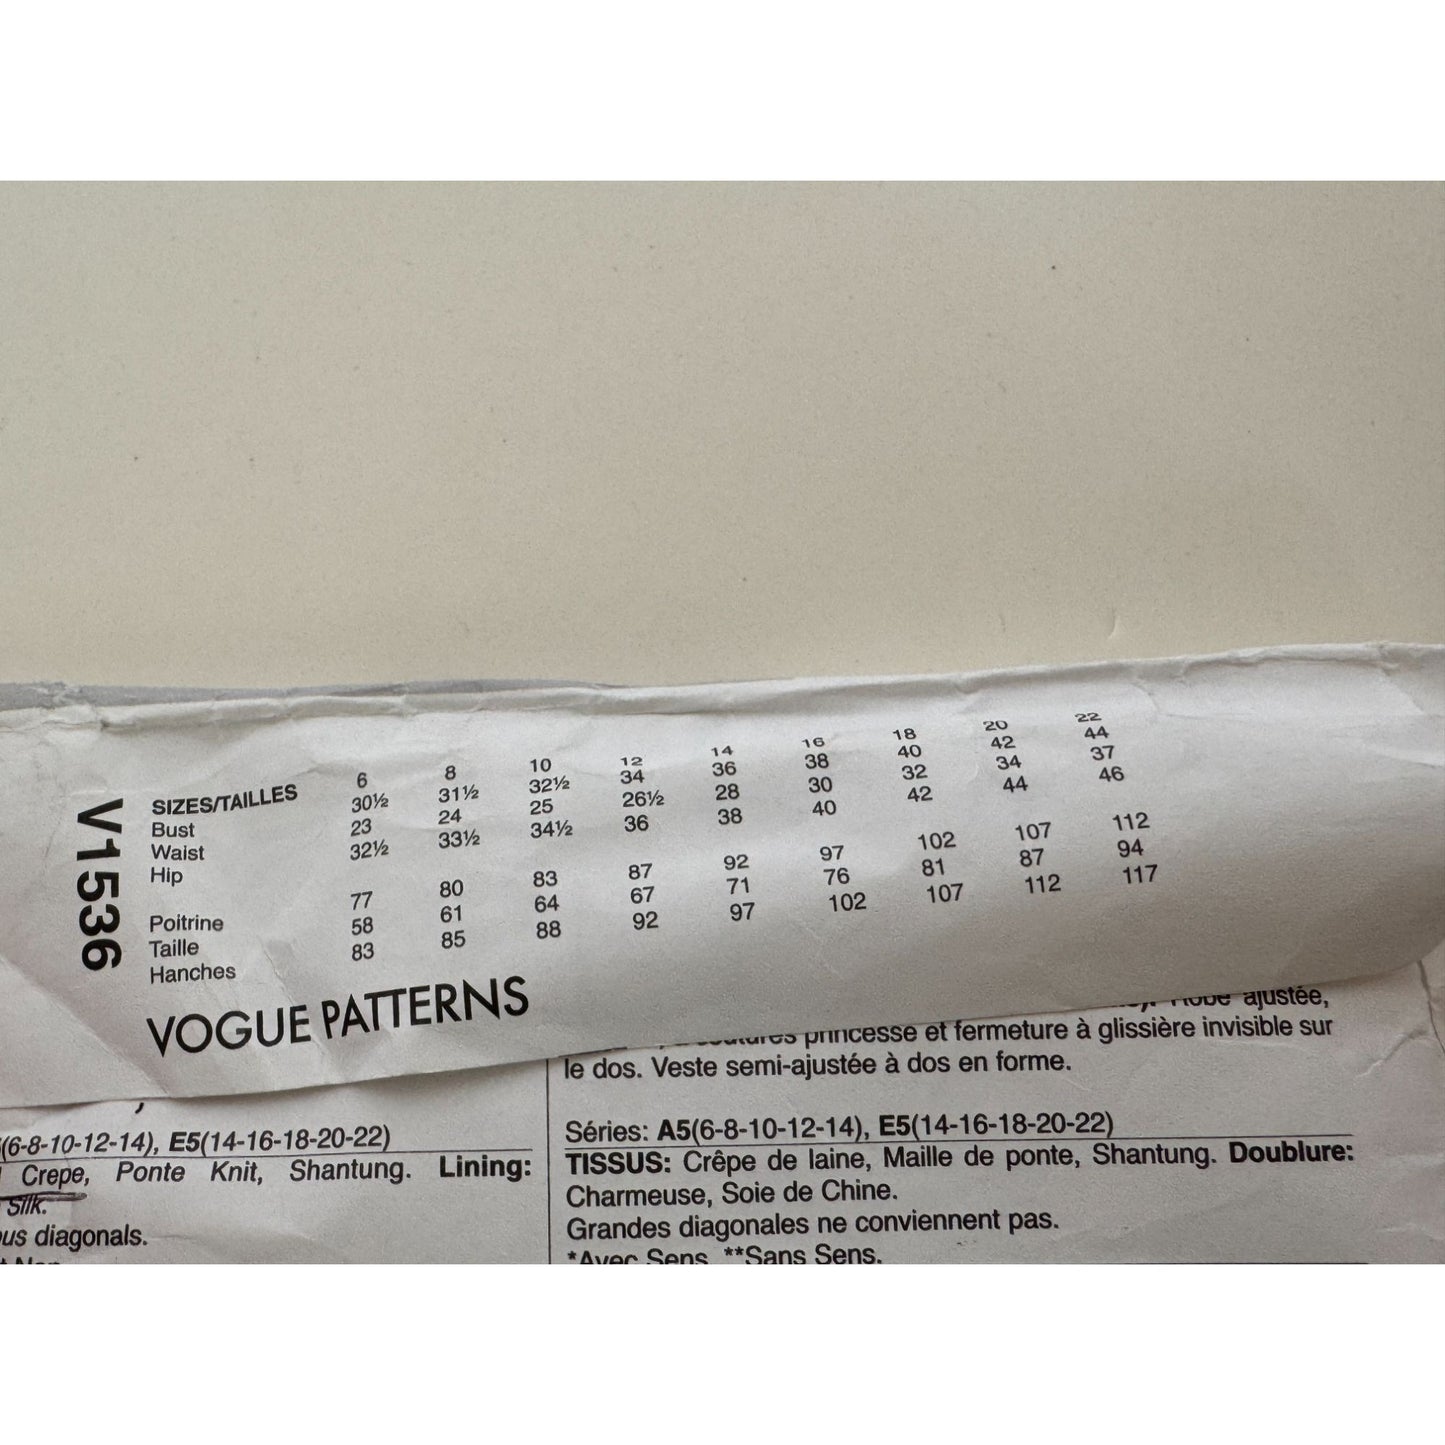 V1536
SIZES/TAILLES 6 8 10 12 14 16 18 20 22
Bust 30½ 31½ 32½ 34 36 38 40 42 44
Waist 23 24 25 26½ 28 30 32 34 37
Hip 32½ 33½ 34½ 36 38 40 42 44 46
Poitrine 77 80 83 87 92 97 102 107 112
Taille 58 61 64 67 71 76 81 87 94
Hanches 83 85 88 92 97 102 107 112 117
VOGUE PATTERNS
(6-8-10-12-14), E5(14-16-18-20-22)
Crepe, Ponte Knit, Shantung. Lining:
Silk.
diagonals.
Robe ajustée,
coutures princesse et fermeture à glissière invisible sur
le dos. Veste semi-ajustée à dos en forme.
Séries: A5(6-8-10-12-14), E5(14-16-18-20-22)
TISSUS: Crêpe de laine, Maille de ponte, Shantung. Doublure:
Charmeuse, Soie de Chine.
Grandes diagonales ne conviennent pas.
*Avec Sens. **Sans Sens.